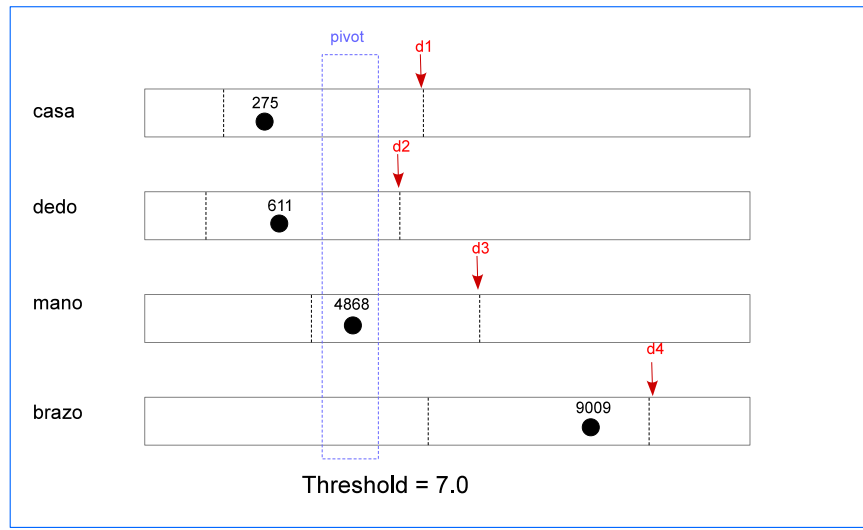 pivot
d1
casa
275
d2
dedo
611
d3
mano
4868
d4
brazo
9009
Threshold = 7.0